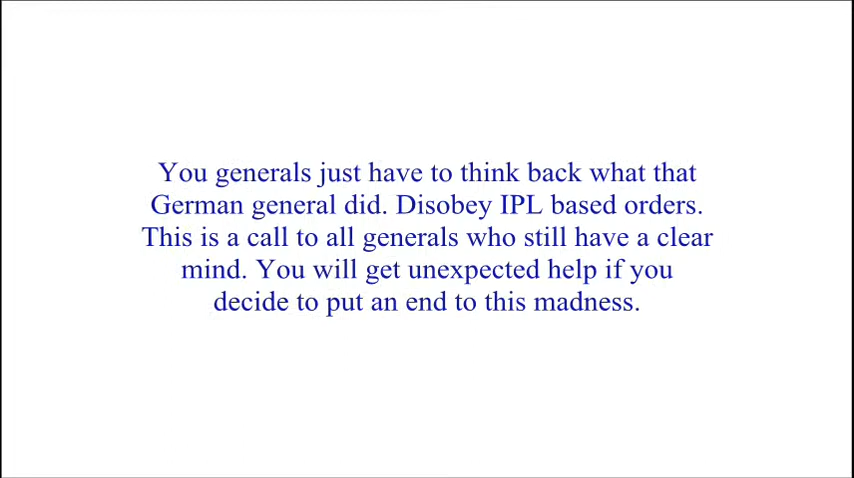 You generals just have to think back what that
German general did. Disobey IPL based orders.
This is a call to all generals who still have a clear
mind. You will get unexpected help if you
decide to put an end to this madness.